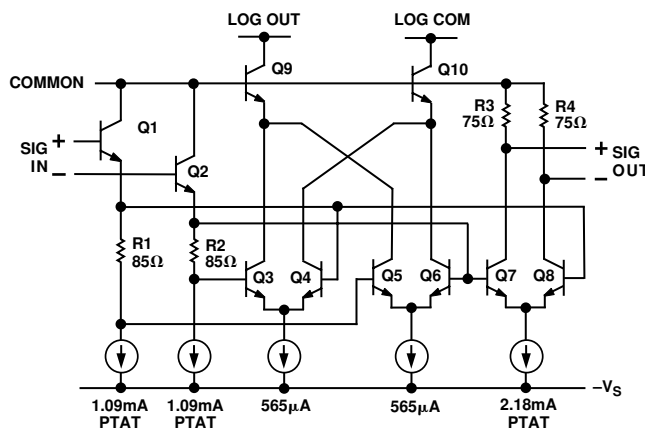 LOG OUT LOG COM
Q9 Q10
COMMON
R3 R4
75Ω 75Ω
Q1
+ +
SIG SIG
IN OUT
– –
Q2
R1 R2
85Ω 85Ω
Q3 Q4 Q5 Q6 Q7 Q8
–VS
1.09mA 1.09mA 565µA 565µA 2.18mA
PTAT PTAT PTAT